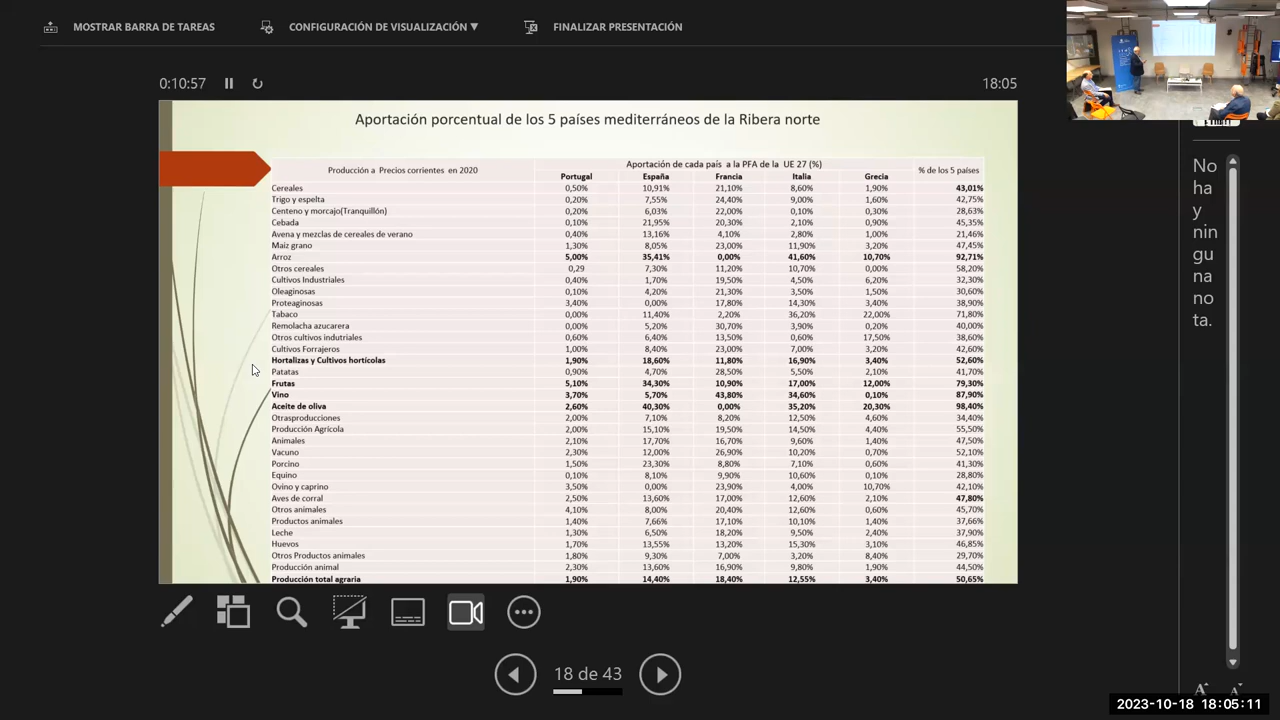 MOSTRAR BARRA DE TAREAS CONFIGURACIÓN DE VISUALIZACIÓN FINALIZAR PRESENTACIÓN
0:10:57 18:05
Aportación porcentual de los 5 países mediterráneos de la Ribera norte
Producción a Precios corrientes en 2020 Aportación de cada país a la PFA de la UE 27 (%) % de los 5 países
Portugal España Francia Italia Grecia
Cereales 0,50% 10,91% 21,10% 8,60% 1,90% 43,01%
Trigo y espelta 0,20% 7,55% 24,40% 9,00% 1,60% 42,75%
Centeno y morcajo(Tranquillón) 0,20% 6,03% 22,00% 0,10% 0,30% 28,63%
Cebada 0,10% 21,95% 20,30% 2,10% 0,90% 45,35%
Avena y mezclas de cereales de verano 0,40% 13,16% 4,10% 2,80% 1,00% 21,46%
Maiz grano 1,30% 8,05% 23,00% 11,90% 3,20% 47,45%
Arroz 5,00% 35,41% 0,00% 41,60% 10,70% 92,71%
Otros cereales 0,29 7,30% 11,20% 10,70% 0,00% 58,20%
Cultivos Industriales 0,40% 1,70% 19,50% 4,50% 6,20% 32,30%
Oleaginosas 0,10% 4,20% 21,30% 3,50% 1,50% 30,60%
Proteaginosas 3,40% 0,00% 17,80% 14,30% 3,40% 38,90%
Tabaco 0,00% 11,40% 2,20% 36,20% 22,00% 71,80%
Remolacha azucarera 0,00% 5,20% 30,70% 3,90% 0,20% 40,00%
Otros cultivos indutriales 0,60% 6,40% 13,50% 0,60% 17,50% 38,60%
Cultivos Forrajeros 1,00% 8,40% 23,00% 7,00% 3,20% 42,60%
Hortalizas y Cultivos hortícolas 1,90% 18,60% 11,80% 16,90% 3,40% 52,60%
Patatas 0,90% 4,70% 28,50% 5,50% 2,10% 41,70%
Frutas 5,10% 34,30% 10,90% 17,00% 12,00% 79,30%
Vino 3,70% 5,70% 43,80% 34,60% 0,10% 87,90%
Aceite de oliva 2,60% 40,30% 0,00% 35,20% 20,30% 98,40%
Otrasproducciones 2,00% 7,10% 8,20% 12,50% 4,60% 34,40%
Producción Agrícola 2,00% 15,10% 19,50% 14,50% 4,40% 55,50%
Animales 2,10% 17,70% 16,70% 9,60% 1,40% 47,50%
Vacuno 2,30% 12,00% 26,90% 10,20% 0,70% 52,10%
Porcino 1,50% 23,30% 8,80% 7,10% 0,60% 41,30%
Equino 0,10% 8,10% 9,90% 10,60% 0,10% 28,80%
Ovino y caprino 3,50% 0,00% 23,90% 4,00% 10,70% 42,10%
Aves de corral 2,50% 13,60% 17,00% 12,60% 2,10% 47,80%
Otros animales 4,10% 8,00% 20,40% 12,60% 0,60% 45,70%
Productos animales 1,40% 7,66% 17,10% 10,10% 1,40% 37,66%
Leche 1,30% 6,50% 18,20% 9,50% 2,40% 37,90%
Huevos 1,70% 13,55% 13,20% 15,30% 3,10% 46,85%
Otros Productos animales 1,80% 9,30% 7,00% 3,20% 8,40% 29,70%
Producción animal 2,30% 13,60% 16,90% 9,80% 1,90% 44,50%
Producción total agraria 1,90% 14,40% 18,40% 12,55% 3,40% 50,65%
No
ha
y
nin
gu
na
no
ta.
18 de 43
A A
2023-10-18 18:05:11